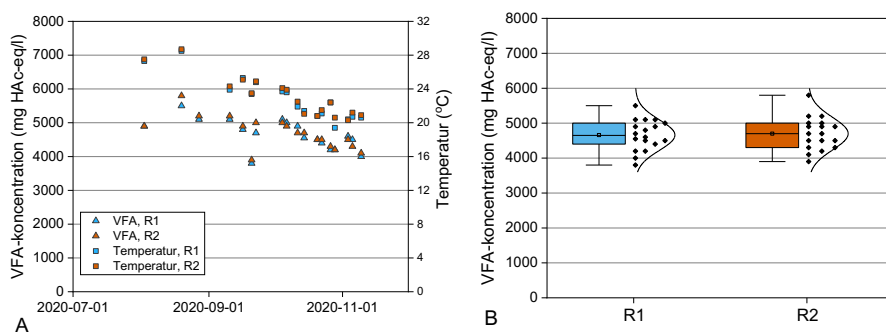 VFA-koncentration (mg HAc-eq/l)
8000
7000
6000
5000
4000
3000
2000
1000
0
32
28
24
20
16
12
8
4
0
Temperatur (°C)
VFA, R1
VFA, R2
Temperatur, R1
Temperatur, R2
2020-07-01
2020-09-01
2020-11-01
A
VFA-koncentration (mg HAc-eq/l)
8000
7000
6000
5000
4000
3000
2000
1000
0
R1
R2
B